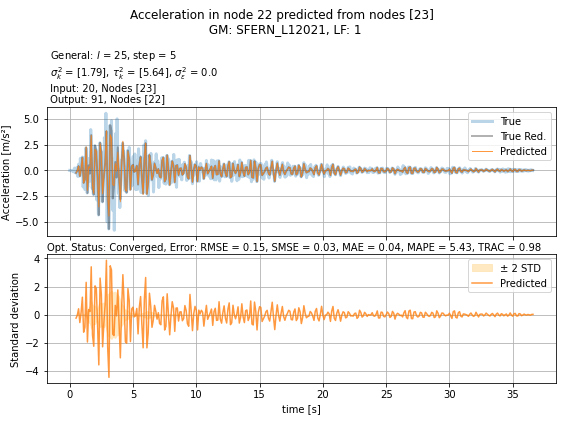 Acceleration in node 22 predicted from nodes [23]
GM: SFERN_L12021, LF: 1
General: l = 25, step = 5
σ²ₖ = [1.79], τ²ₖ = [5.64], σ²ε = 0.0
Input: 20, Nodes [23]
Output: 91, Nodes [22]
Acceleration [m/s²]
5.0
2.5
0.0
−2.5
−5.0
True
True Red.
Predicted
Opt. Status: Converged, Error: RMSE = 0.15, SMSE = 0.03, MAE = 0.04, MAPE = 5.43, TRAC = 0.98
Standard deviation
4
2
0
−2
−4
± 2 STD
Predicted
0 5 10 15 20 25 30 35
time [s]